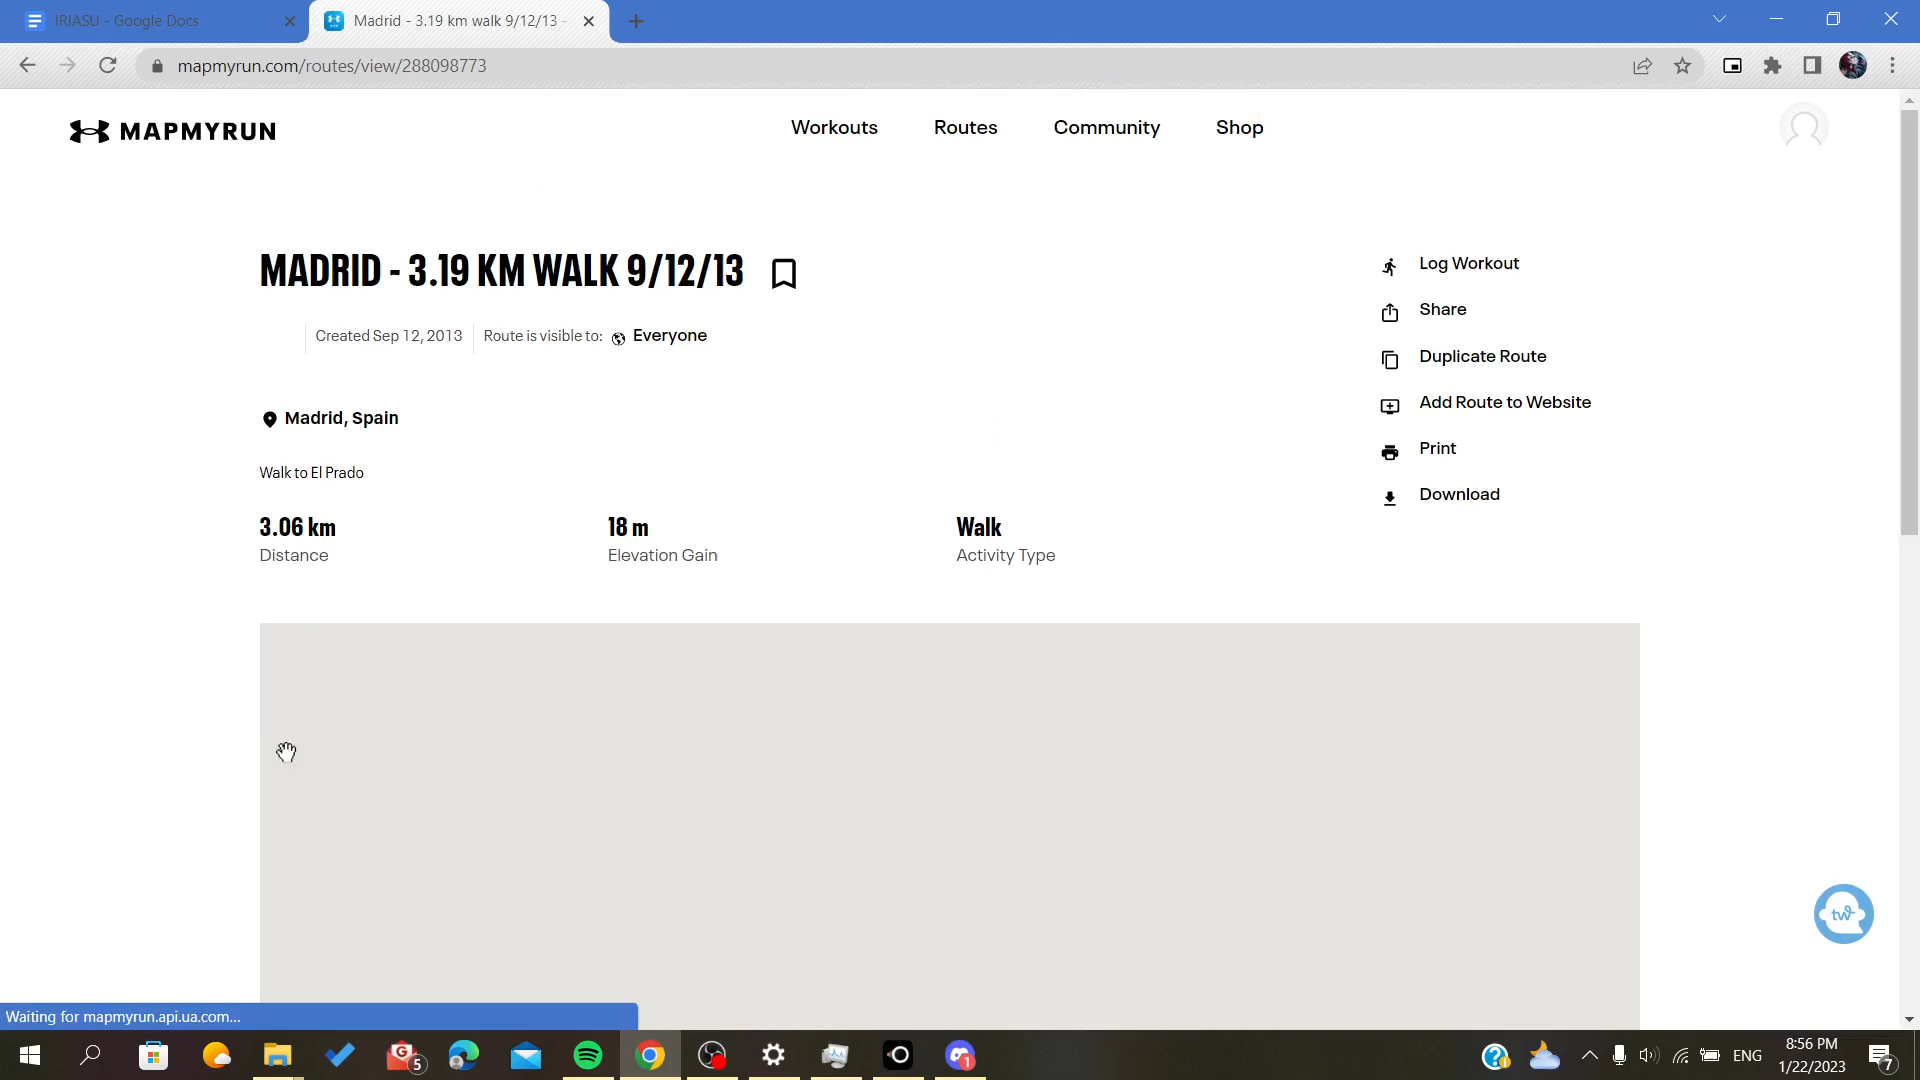 IRIASU - Google Docs
Madrid - 3.19 km walk 9/12/13 -
mapmyrun.com/routes/view/288098773
MAPMYRUN
Workouts
Routes
Community
Shop
MADRID - 3.19 KM WALK 9/12/13
Created Sep 12, 2013
Route is visible to:
Everyone
Madrid, Spain
Walk to El Prado
3.06 km
Distance
18 m
Elevation Gain
Walk
Activity Type
Log Workout
Share
Duplicate Route
Add Route to Website
Print
Download
tw
Waiting for mapmyrun.api.ua.com...
G
5
1
ENG
8:56 PM
1/22/2023
7